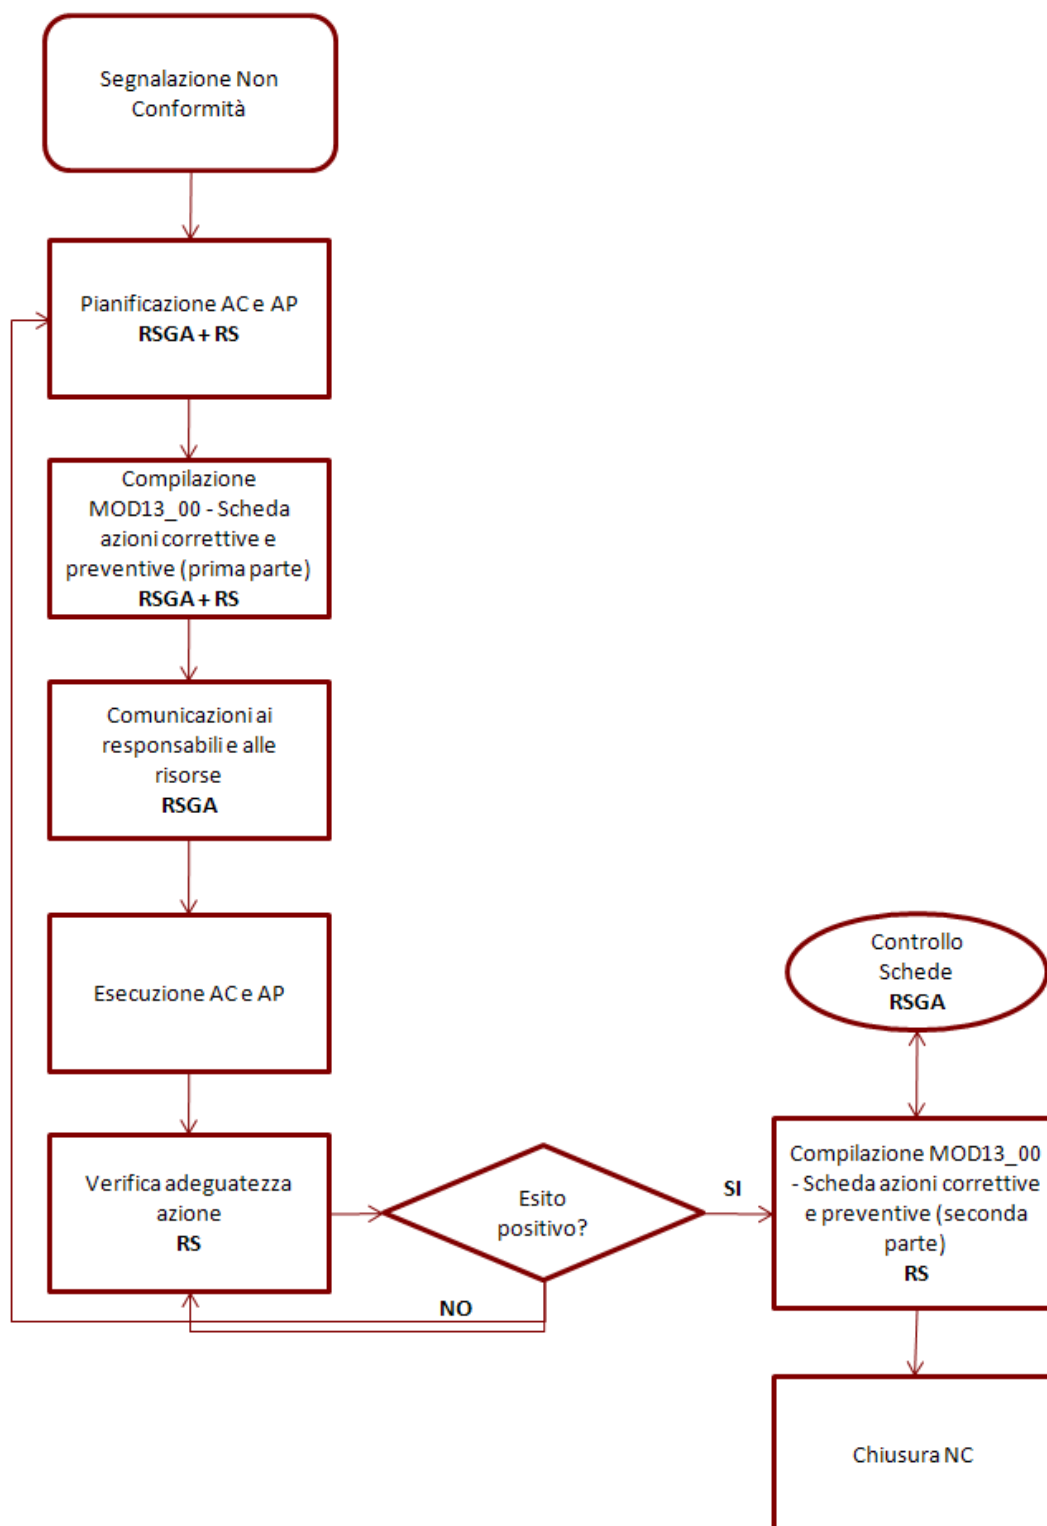 Segnalazione Non
Conformità
Pianificazione AC e AP
RSGA + RS
Compilazione
MOD13_00 - Scheda
azioni correttive e
preventive (prima parte)
RSGA + RS
Comunicazioni ai
responsabili e alle
risorse
RSGA
Esecuzione AC e AP
Verifica adeguatezza
azione
RS
Esito
positivo?
SI
NO
Controllo
Schede
RSGA
Compilazione MOD13_00
- Scheda azioni correttive
e preventive (seconda
parte)
RS
Chiusura NC